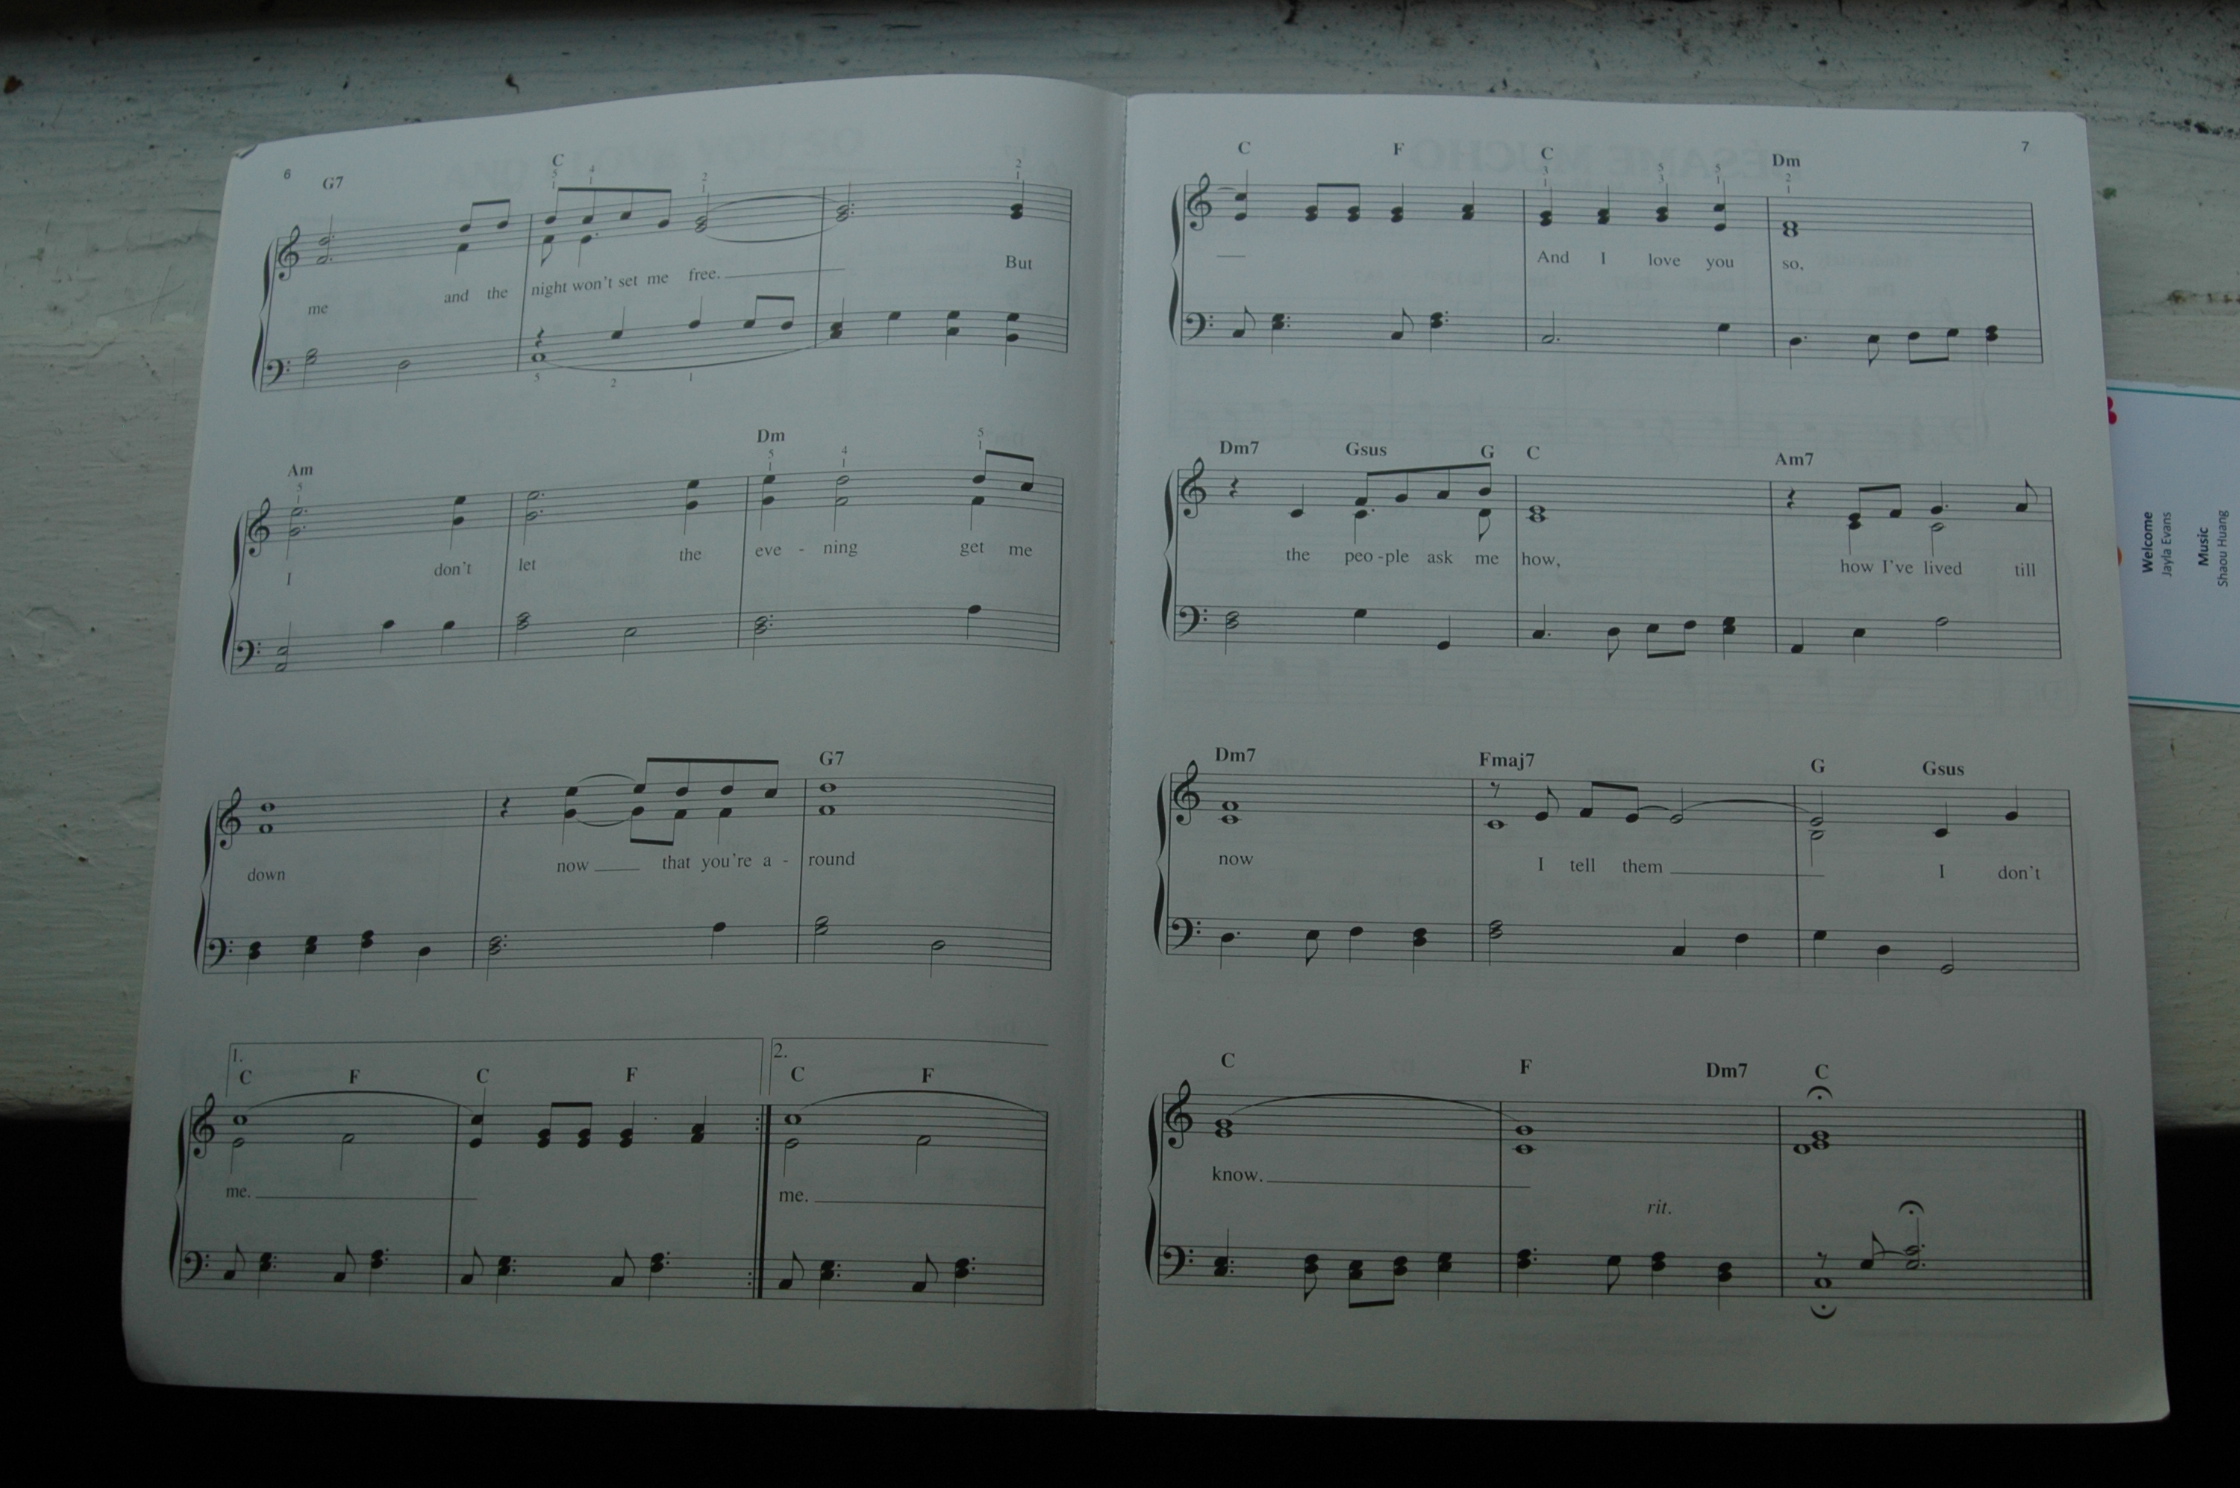 6
G7 C
me and the night won't set me free. But
Am Dm
I don't let the eve - ning get me
G7
down now that you're a - round
1. 2.
C F C F C F
me. me.
7
C F C Dm
And I love you so,
Dm7 Gsus G C Am7
the peo - ple ask me how, how I've lived till
Dm7 Fmaj7 G Gsus
now I tell them I don't
C F Dm7 C
know.
rit.
Welcome
Jayla Evans
Music
Shaou Huang